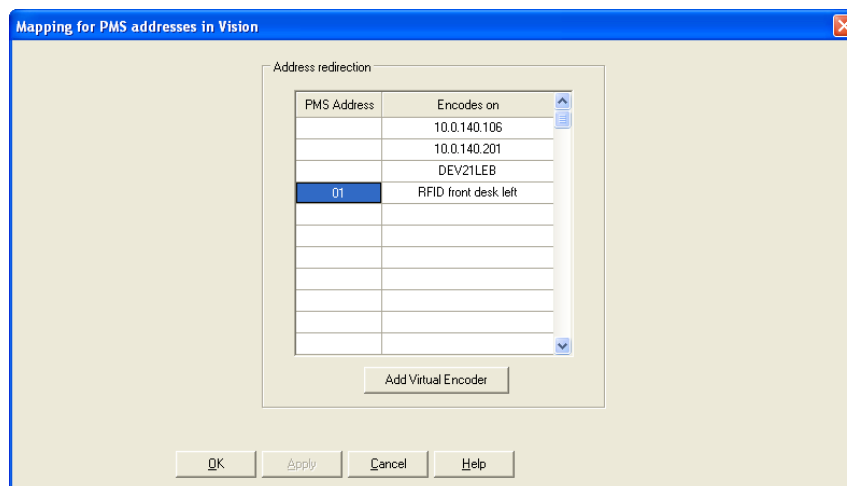 Mapping for PMS addresses in Vision
Address redirection
PMS Address Encodes on
10.0.140.106
10.0.140.201
DEV21LEB
01 RFID front desk left
Add Virtual Encoder
OK Apply Cancel Help